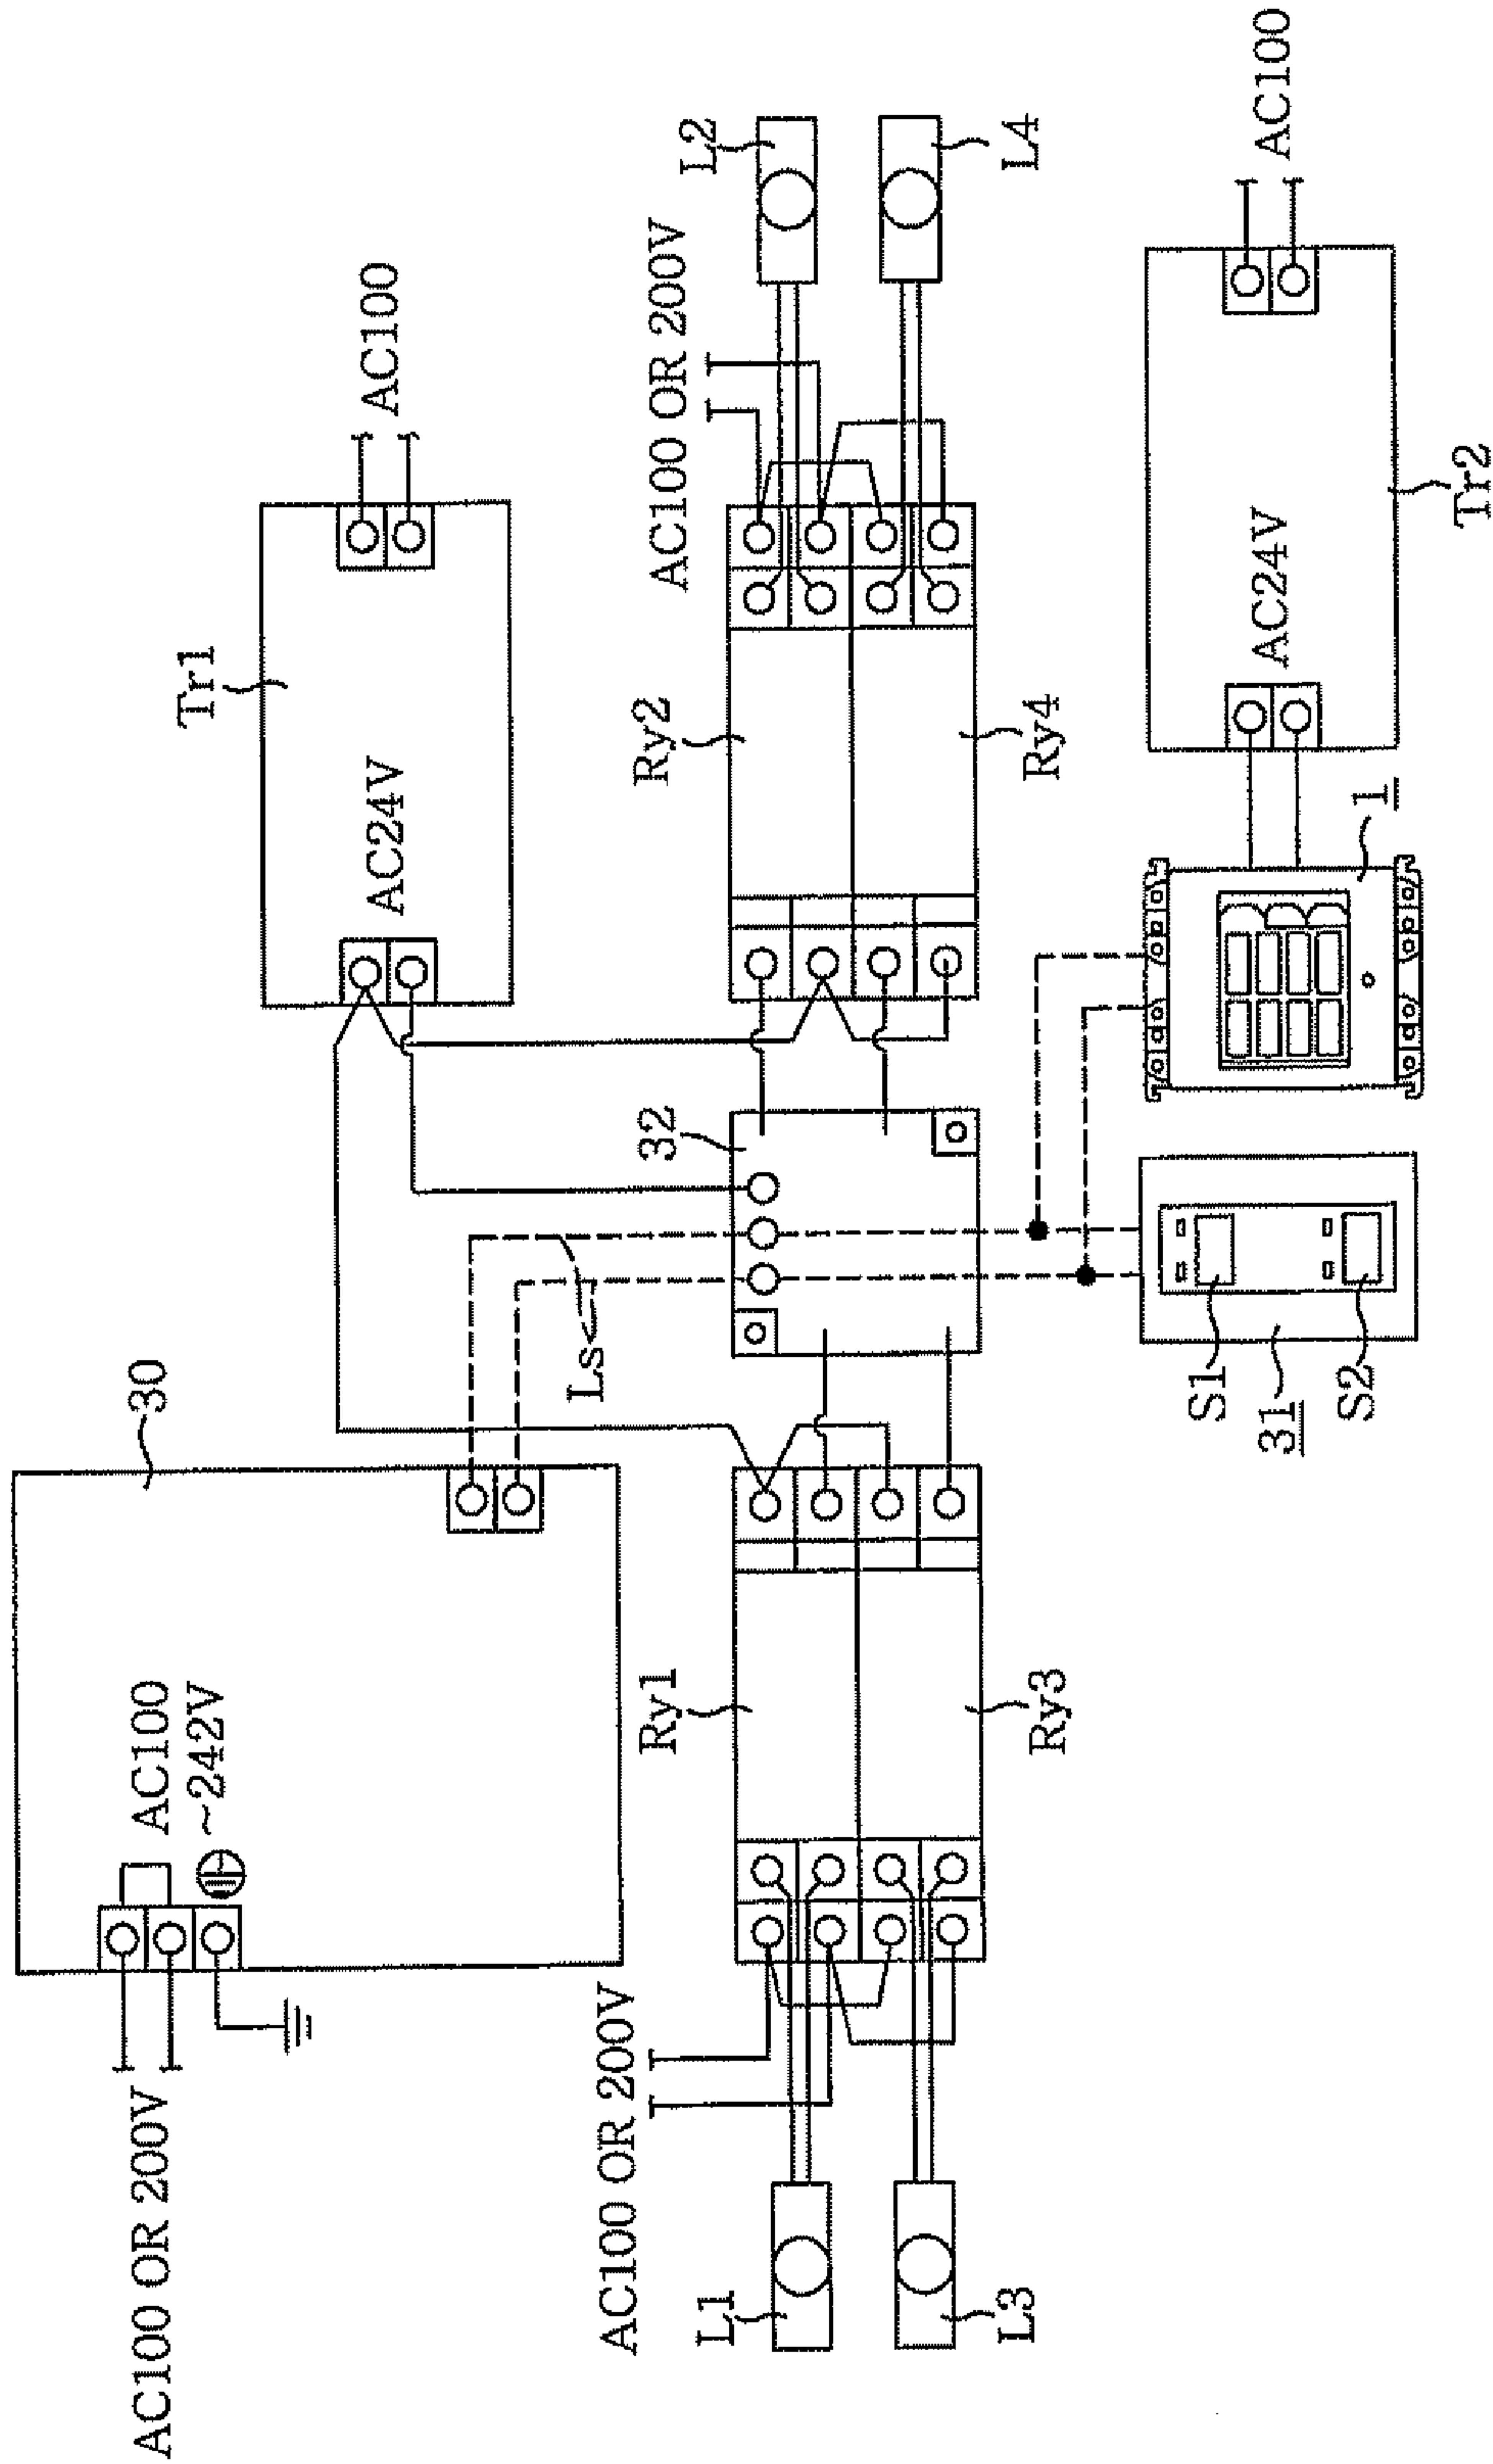 AC100 OR 200V
AC100
~242V
30
Tr1
AC24V
AC100
Ls
32
AC100 OR 200V
L1
L3
Ry1
Ry3
Ry2
Ry4
AC100 OR 200V
L2
L4
S1
31
S2
1
AC24V
Tr2
AC100